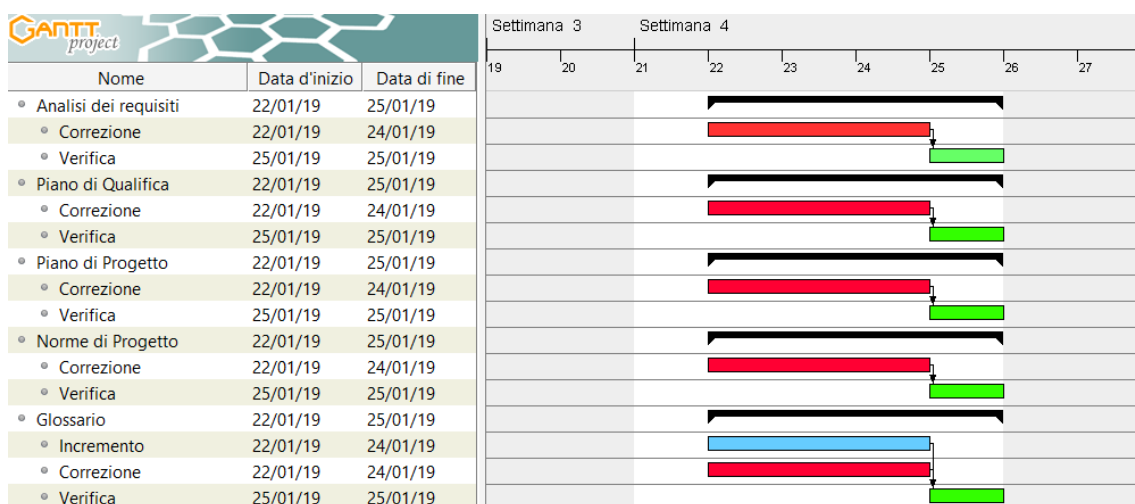 GANTT
project
Settimana 3 Settimana 4
19 20 21 22 23 24 25 26 27
Nome Data d'inizio Data di fine
Analisi dei requisiti 22/01/19 25/01/19
Correzione 22/01/19 24/01/19
Verifica 25/01/19 25/01/19
Piano di Qualifica 22/01/19 25/01/19
Correzione 22/01/19 24/01/19
Verifica 25/01/19 25/01/19
Piano di Progetto 22/01/19 25/01/19
Correzione 22/01/19 24/01/19
Verifica 25/01/19 25/01/19
Norme di Progetto 22/01/19 25/01/19
Correzione 22/01/19 24/01/19
Verifica 25/01/19 25/01/19
Glossario 22/01/19 25/01/19
Incremento 22/01/19 24/01/19
Correzione 22/01/19 24/01/19
Verifica 25/01/19 25/01/19